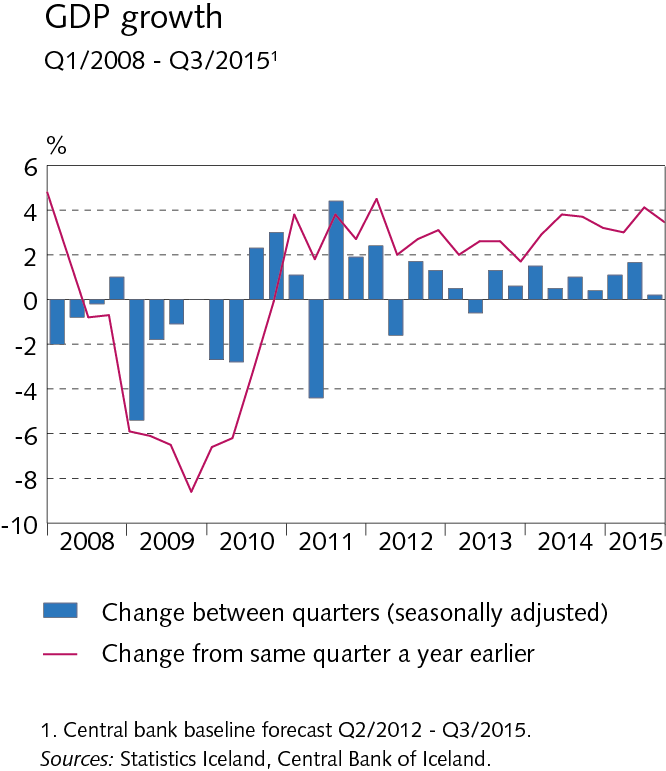 GDP growth
Q1/2008 - Q3/2015¹
%
6
4
2
0
-2
-4
-6
-8
-10
2008 2009 2010 2011 2012 2013 2014 2015
Change between quarters (seasonally adjusted)
Change from same quarter a year earlier
1. Central bank baseline forecast Q2/2012 - Q3/2015.
Sources: Statistics Iceland, Central Bank of Iceland.